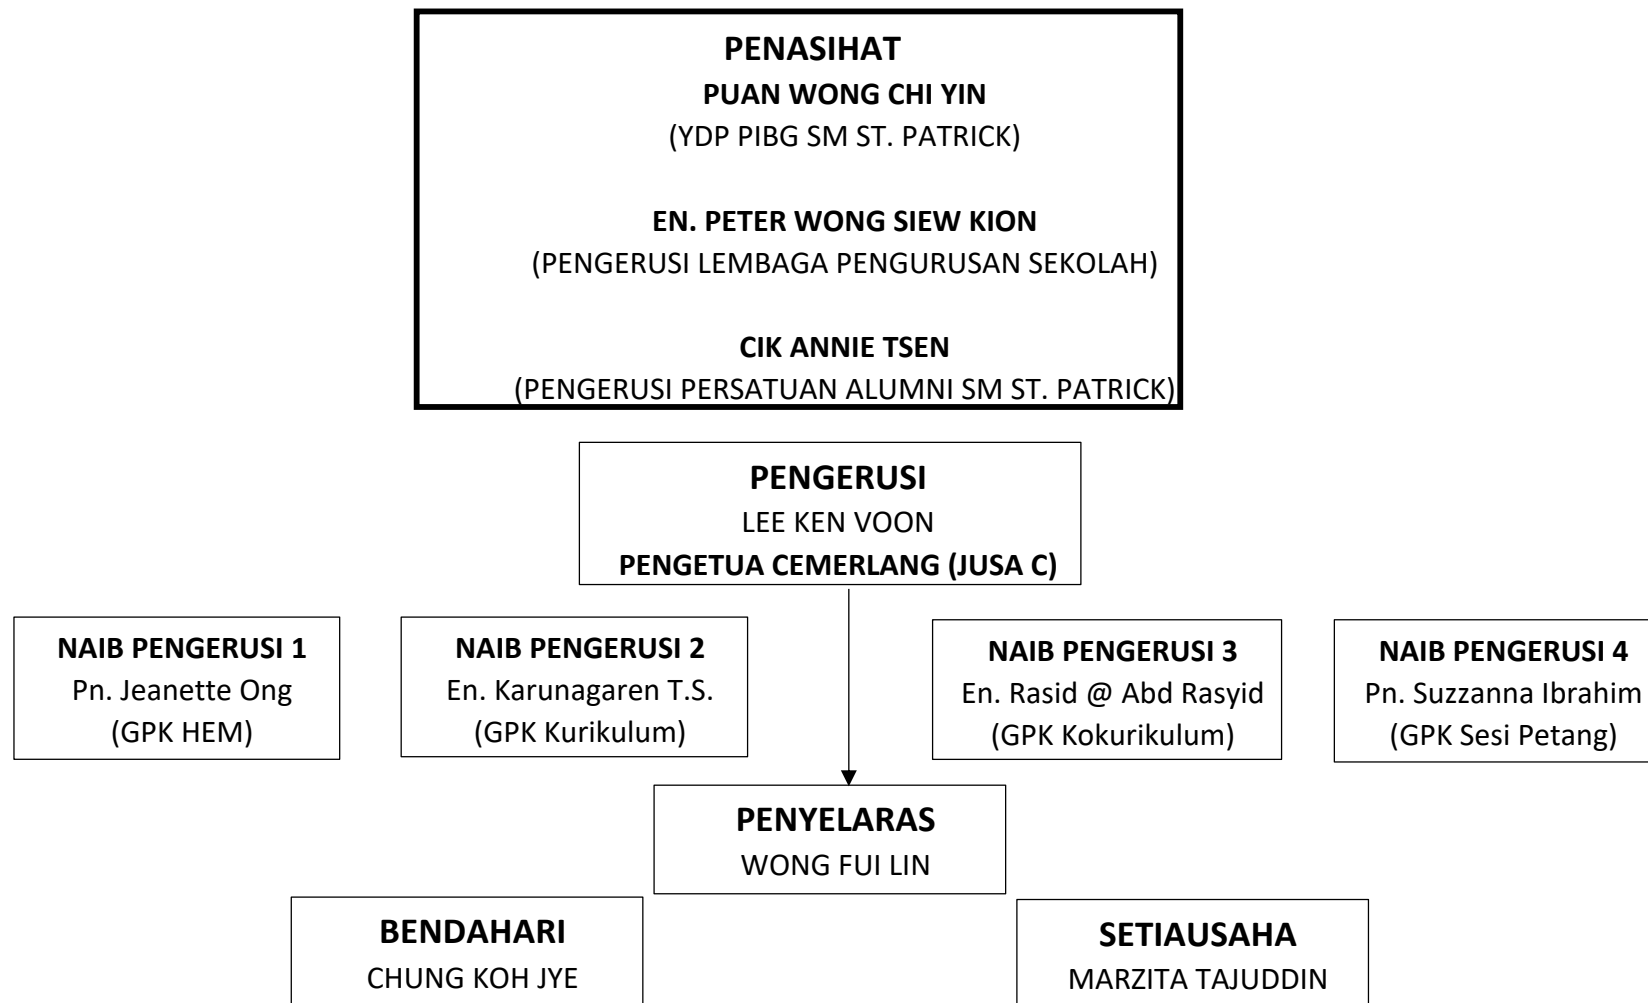 PENASIHAT
PUAN WONG CHI YIN
(YDP PIBG SM ST. PATRICK)
EN. PETER WONG SIEW KION
(PENGERUSI LEMBAGA PENGURUSAN SEKOLAH)
CIK ANNIE TSEN
(PENGERUSI PERSATUAN ALUMNI SM ST. PATRICK)
PENGERUSI
LEE KEN VOON
PENGETUA CEMERLANG (JUSA C)
NAIB PENGERUSI 1
Pn. Jeanette Ong
(GPK HEM)
NAIB PENGERUSI 2
En. Karunagaren T.S.
(GPK Kurikulum)
NAIB PENGERUSI 3
En. Rasid @ Abd Rasyid
(GPK Kokurikulum)
NAIB PENGERUSI 4
Pn. Suzzanna Ibrahim
(GPK Sesi Petang)
PENYELARAS
WONG FUI LIN
BENDAHARI
CHUNG KOH JYE
SETIAUSAHA
MARZITA TAJUDDIN